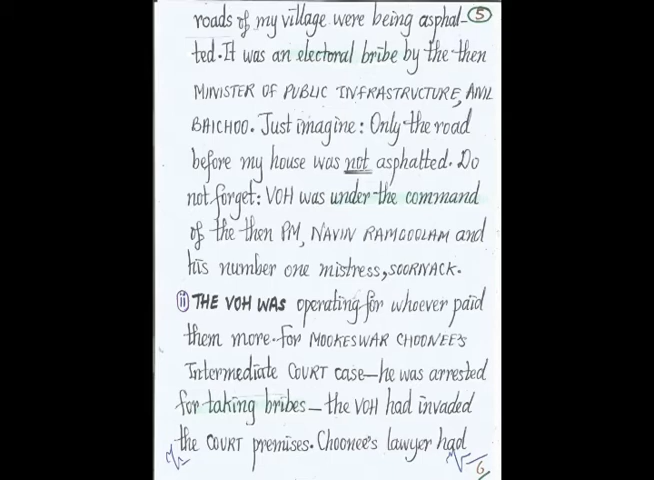 roads of my village were being asphal- 5
ted. It was an electoral bribe by the then
MINISTER OF PUBLIC INFRASTRUCTURE, ANIL
BAICHOO. Just imagine: Only the road
before my house was not asphatted. Do
not forget: VOH was under the command
of the then PM, NAVIN RAMGOOLAM and
his number one mistress, SOORNACK.
(ii) THE VOH WAS operating for whoever paid
them more. For MOOKESWAR CHOONEE'S
Intermediate COURT case—he was arrested
for taking bribes— the VOH had invaded
the COURT premises. Choonee's lawyer had
6